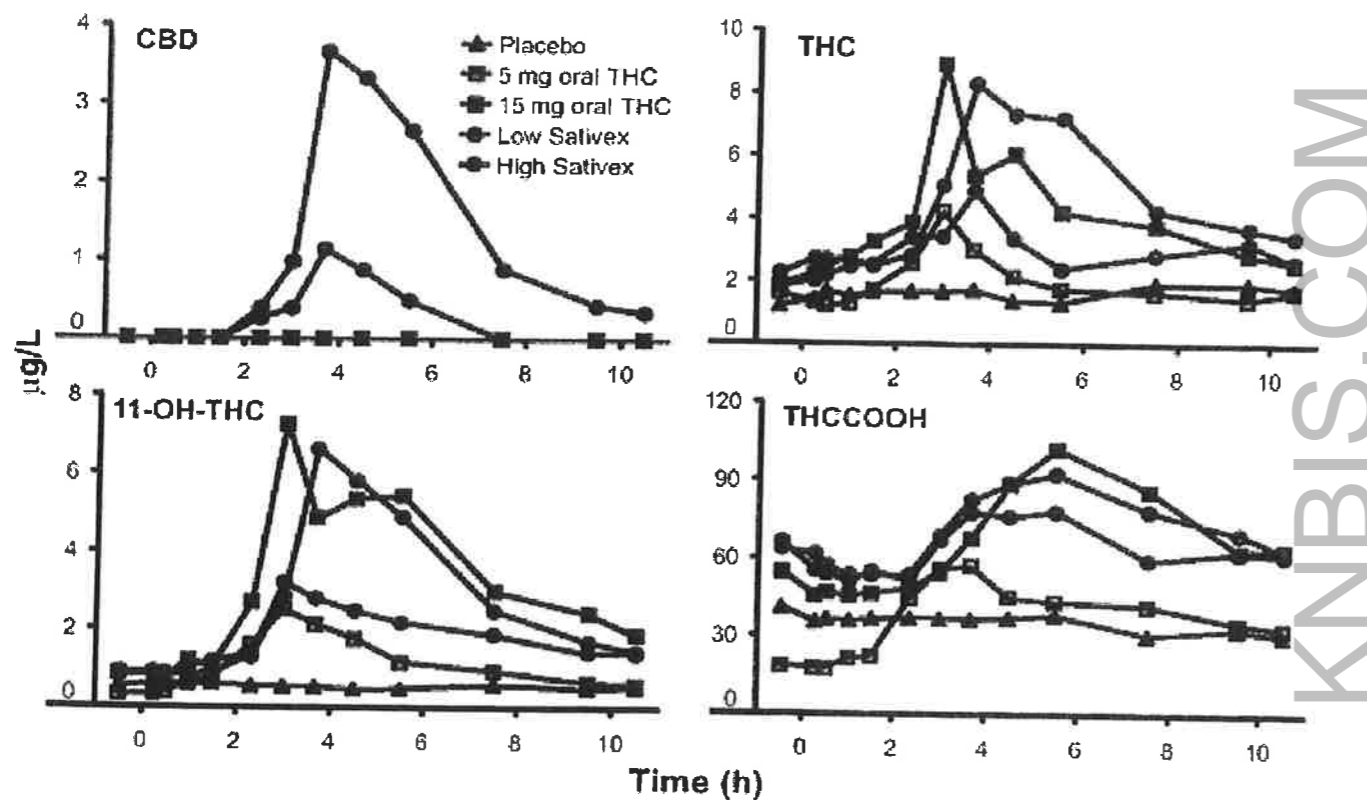 CBD
4
3
2
1
0
Placebo
5 mg oral THC
15 mg oral THC
Low Sativex
High Sativex
0 2 4 6 8 10
THC
10
8
6
4
2
0
0 2 4 6 8 10
µg/L
11-OH-THC
8
6
4
2
0
0 2 4 6 8 10
THCCOOH
120
90
60
30
0
0 2 4 6 8 10
Time (h)
KNBIS.COM